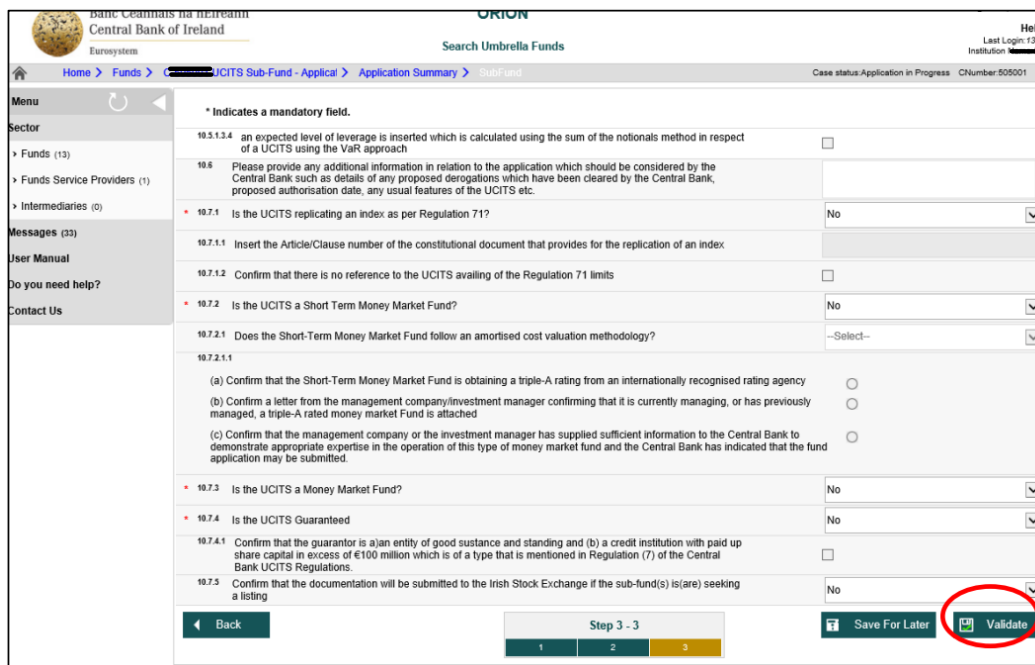 Banc Ceannais na hÉireann
Central Bank of Ireland
Eurosystem
ORION
Search Umbrella Funds
Hel
Last Login:13
Institution
Home > Funds > UCITS Sub-Fund - Applical > Application Summary > SubFund
Case status:Application in Progress CNumber:505001
Menu
Sector
> Funds (13)
> Funds Service Providers (1)
> Intermediaries (0)
Messages (33)
User Manual
Do you need help?
Contact Us
* Indicates a mandatory field.
10.5.1.3.4 an expected level of leverage is inserted which is calculated using the sum of the notionals method in respect
of a UCITS using the VaR approach
10.6 Please provide any additional information in relation to the application which should be considered by the
Central Bank such as details of any proposed derogations which have been cleared by the Central Bank,
proposed authorisation date, any usual features of the UCITS etc.
* 10.7.1 Is the UCITS replicating an index as per Regulation 71? No
10.7.1.1 Insert the Article/Clause number of the constitutional document that provides for the replication of an index
10.7.1.2 Confirm that there is no reference to the UCITS availing of the Regulation 71 limits
* 10.7.2 Is the UCITS a Short Term Money Market Fund? No
10.7.2.1 Does the Short-Term Money Market Fund follow an amortised cost valuation methodology? --Select--
10.7.2.1.1
(a) Confirm that the Short-Term Money Market Fund is obtaining a triple-A rating from an internationally recognised rating agency
(b) Confirm a letter from the management company/investment manager confirming that it is currently managing, or has previously
managed, a triple-A rated money market Fund is attached
(c) Confirm that the management company or the investment manager has supplied sufficient information to the Central Bank to
demonstrate appropriate expertise in the operation of this type of money market fund and the Central Bank has indicated that the fund
application may be submitted.
* 10.7.3 Is the UCITS a Money Market Fund? No
* 10.7.4 Is the UCITS Guaranteed No
10.7.4.1 Confirm that the guarantor is a)an entity of good sustance and standing and (b) a credit institution with paid up
share capital in excess of €100 million which is of a type that is mentioned in Regulation (7) of the Central
Bank UCITS Regulations.
10.7.5 Confirm that the documentation will be submitted to the Irish Stock Exchange if the sub-fund(s) is(are) seeking
a listing No
Back
Step 3 - 3
1 2 3
Save For Later
Validate